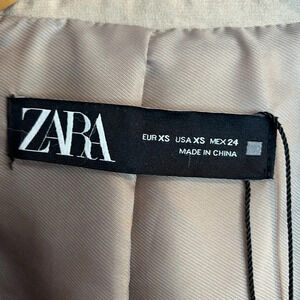 ZARA
EUR XS USA XS MEX 24
MADE IN CHINA